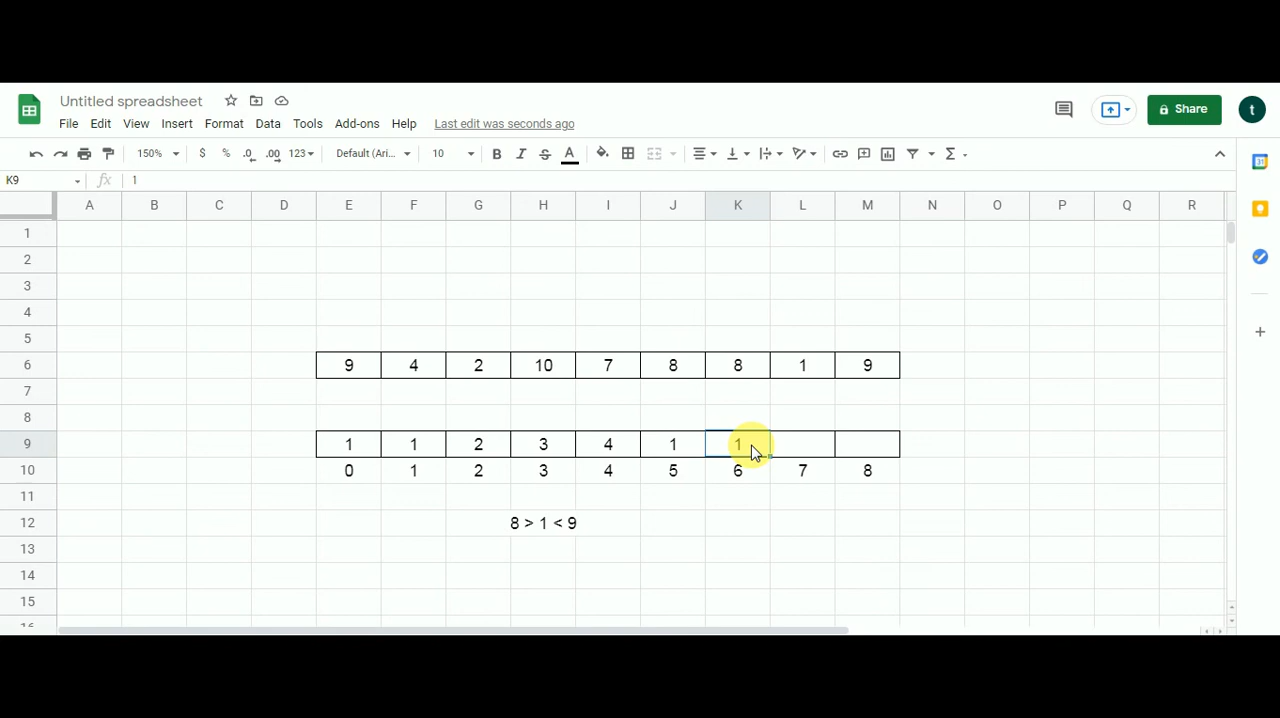 Untitled spreadsheet
File Edit View Insert Format Data Tools Add-ons Help Last edit was seconds ago
Share t
150% $ % .0 .00 123 Default (Ari... 10 B I S A Σ
K9 fx 1
A B C D E F G H I J K L M N O P Q R
1
2
3
4
5
6 9 4 2 10 7 8 8 1 9
7
8
9 1 1 2 3 4 1 1
10 0 1 2 3 4 5 6 7 8
11
12 8 > 1 < 9
13
14
15
16
31